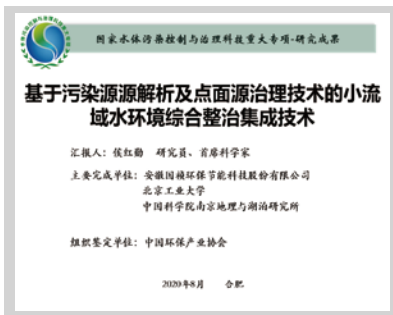 国家水体污染控制与治理科技重大专项-研究成果
基于污染源源解析及点面源治理技术的小流
域水环境综合整治集成技术
汇报人：侯红勋 研究员、首席科学家
主要完成单位：安徽国祯环保节能科技股份有限公司
北京工业大学
中国科学院南京地理与湖泊研究所
组织鉴定单位：中国环保产业协会
2020年8月 合肥